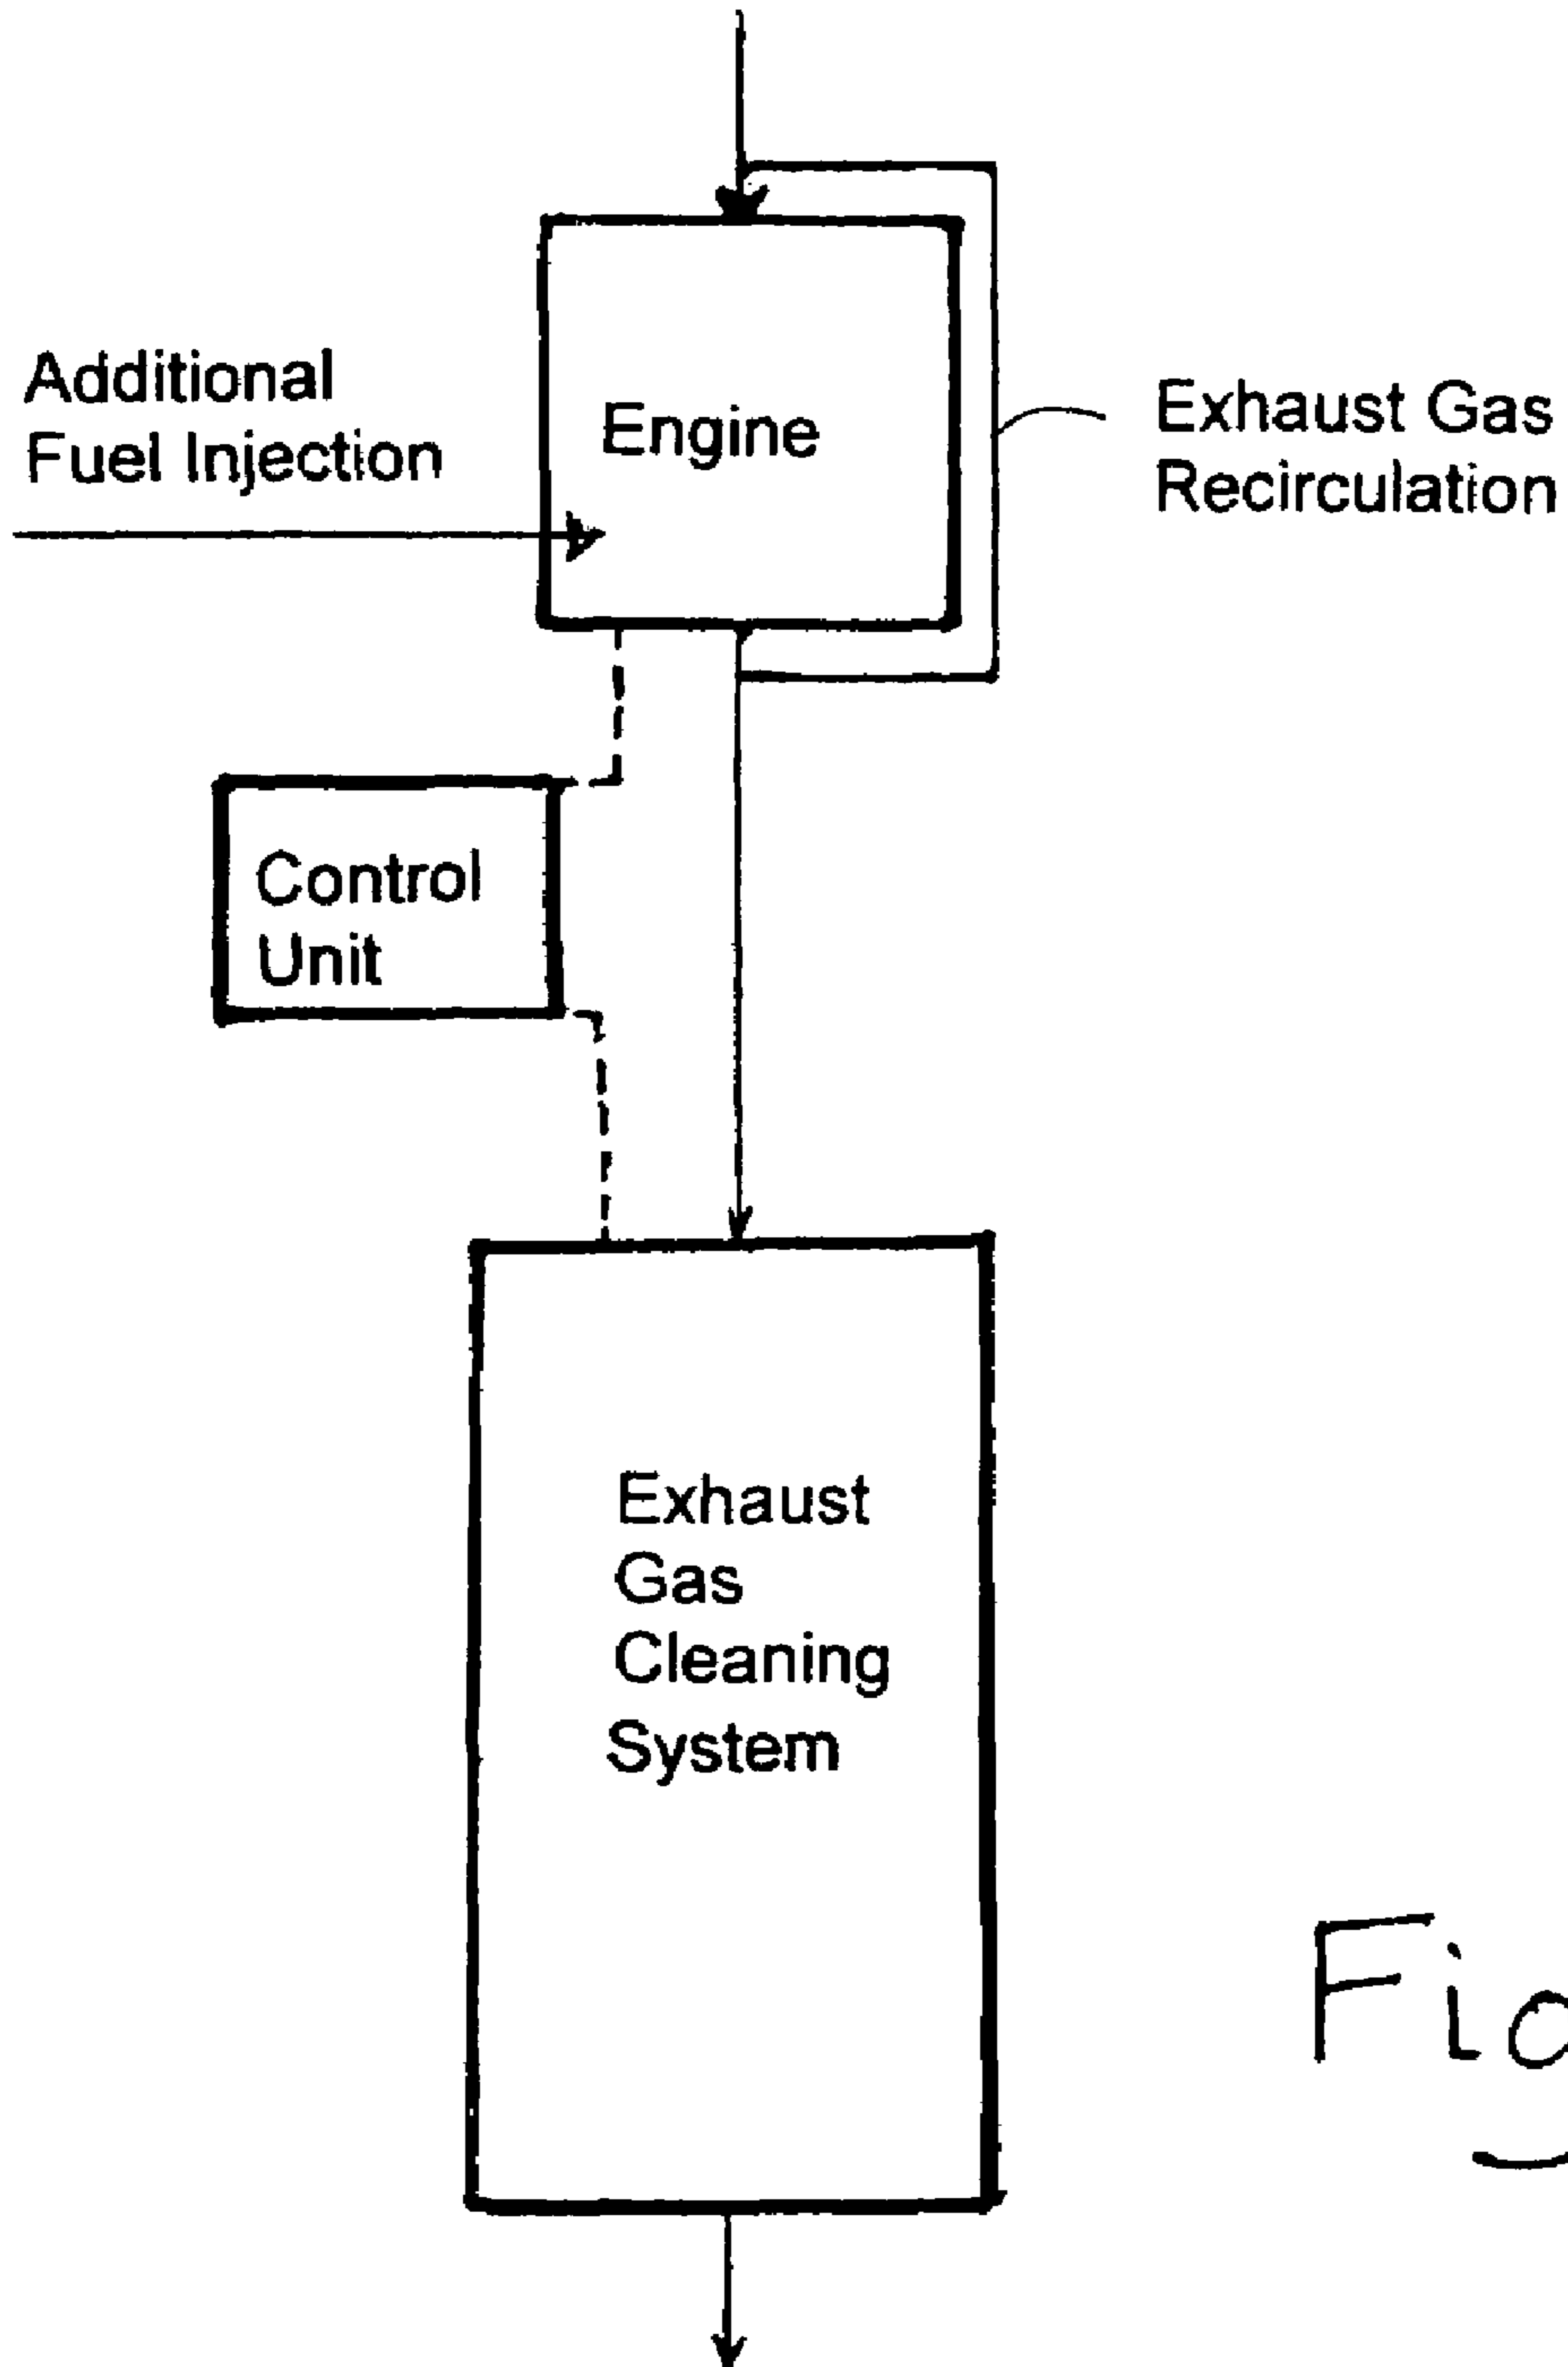 Additional
Fuel Injection
Engine
Exhaust Gas
Recirculation
Control
Unit
Exhaust
Gas
Cleaning
System